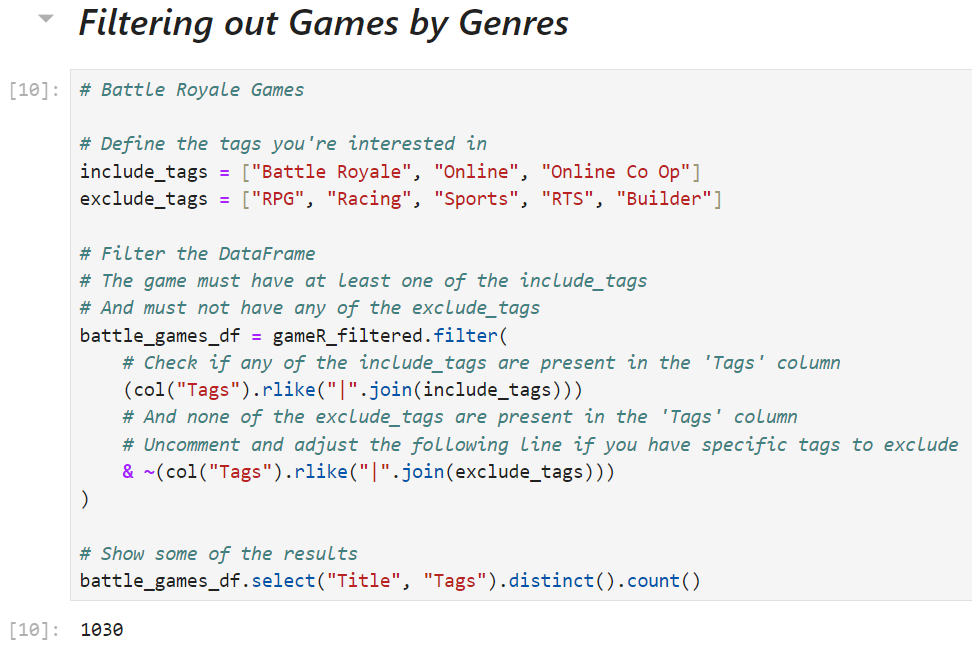 Filtering out Games by Genres
[10]:
# Battle Royale Games
# Define the tags you're interested in
include_tags = ["Battle Royale", "Online", "Online Co Op"]
exclude_tags = ["RPG", "Racing", "Sports", "RTS", "Builder"]
# Filter the DataFrame
# The game must have at least one of the include_tags
# And must not have any of the exclude_tags
battle_games_df = gameR_filtered.filter(
# Check if any of the include_tags are present in the 'Tags' column
(col("Tags").rlike("|".join(include_tags)))
# And none of the exclude_tags are present in the 'Tags' column
# Uncomment and adjust the following line if you have specific tags to exclude
& ~(col("Tags").rlike("|".join(exclude_tags)))
)
# Show some of the results
battle_games_df.select("Title", "Tags").distinct().count()
[10]: 1030